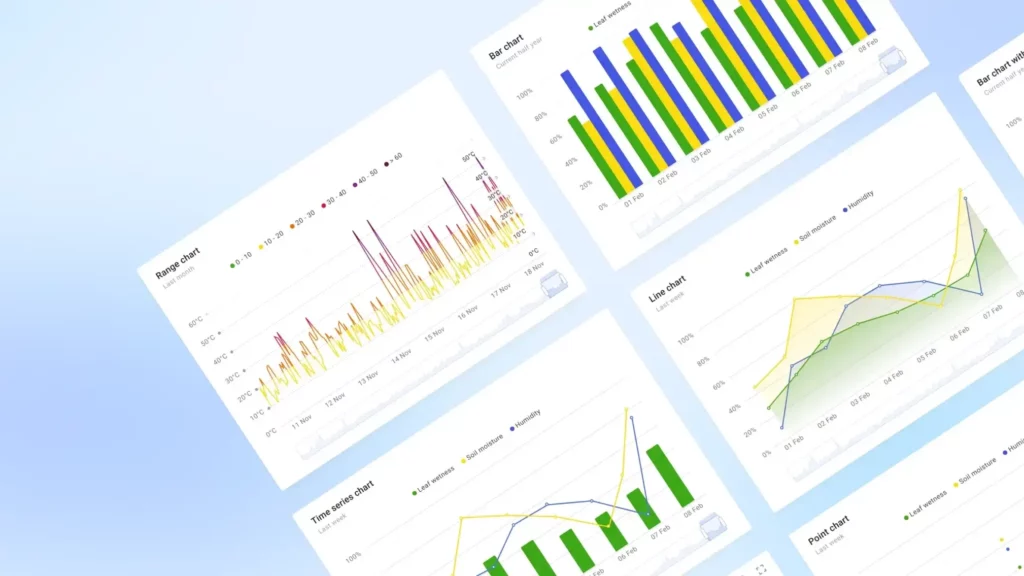 Range chart
Last month
0 - 10 10 - 20 20 - 30 30 - 40 40 - 50 > 60
60°C
50°C
40°C
30°C
20°C
10°C
0°C
50°C
40°C
30°C
20°C
10°C
0°C
11 Nov 12 Nov 13 Nov 14 Nov 15 Nov 16 Nov 17 Nov 18 Nov
Bar chart
Current half year
Leaf wetness
100%
80%
60%
40%
20%
0%
01 Feb 02 Feb 03 Feb 04 Feb 05 Feb 06 Feb 07 Feb 08 Feb
Time series chart
Last week
Leaf wetness Soil moisture Humidity
100%
06 Feb 07 Feb 08 Feb
Line chart
Last week
Leaf wetness Soil moisture Humidity
100%
80%
60%
40%
20%
0%
01 Feb 02 Feb 03 Feb 04 Feb 05 Feb 06 Feb 07 Feb
Bar chart
Current half
100%
Point chart
Last week
Leaf wetness Soil moisture